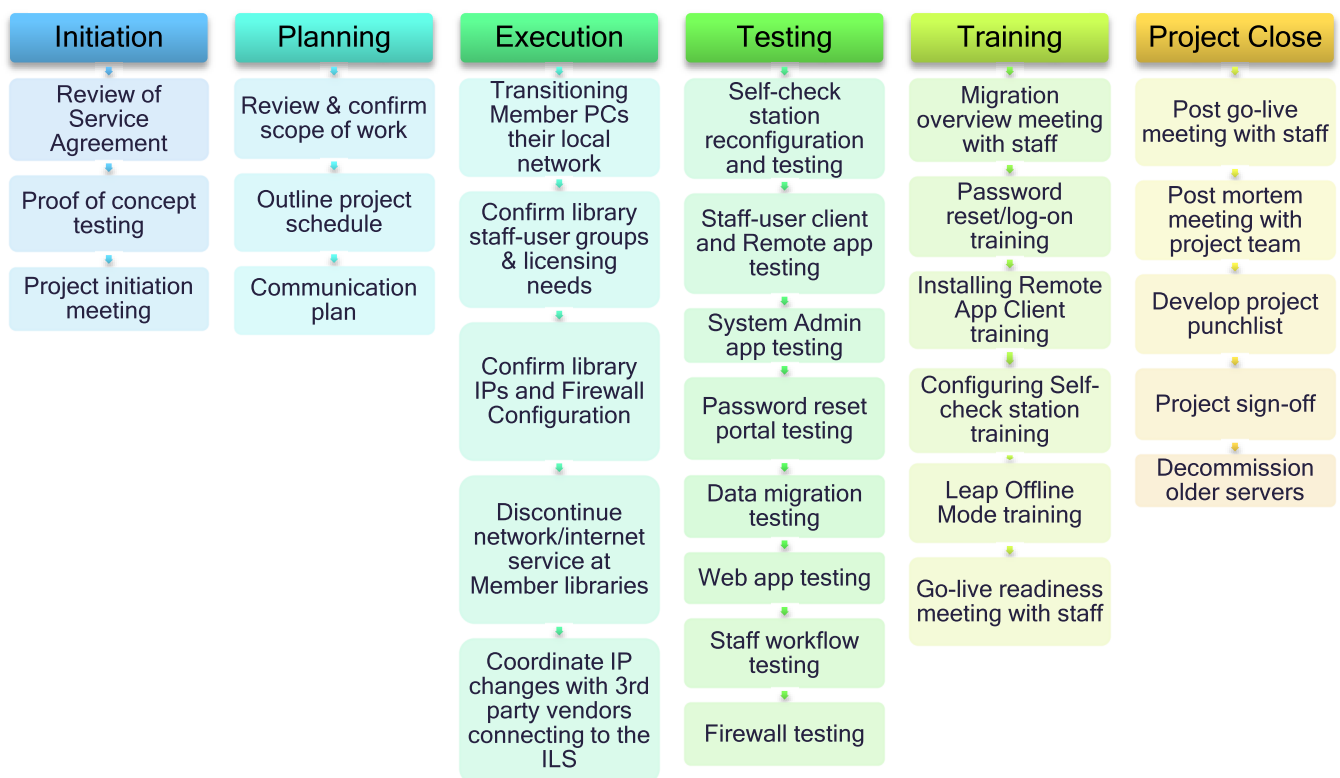 Initiation
Review of
Service
Agreement
Proof of concept
testing
Project initiation
meeting
Planning
Review & confirm
scope of work
Outline project
schedule
Communication
plan
Execution
Transitioning
Member PCs
their local
network
Confirm library
staff-user groups
& licensing
needs
Confirm library
IPs and Firewall
Configuration
Discontinue
network/internet
service at
Member libraries
Coordinate IP
changes with 3rd
party vendors
connecting to the
ILS
Testing
Self-check
station
reconfiguration
and testing
Staff-user client
and Remote app
testing
System Admin
app testing
Password reset
portal testing
Data migration
testing
Web app testing
Staff workflow
testing
Firewall testing
Training
Migration
overview meeting
with staff
Password
reset/log-on
training
Installing Remote
App Client
training
Configuring Self-
check station
training
Leap Offline
Mode training
Go-live readiness
meeting with staff
Project Close
Post go-live
meeting with staff
Post mortem
meeting with
project team
Develop project
punchlist
Project sign-off
Decommission
older servers